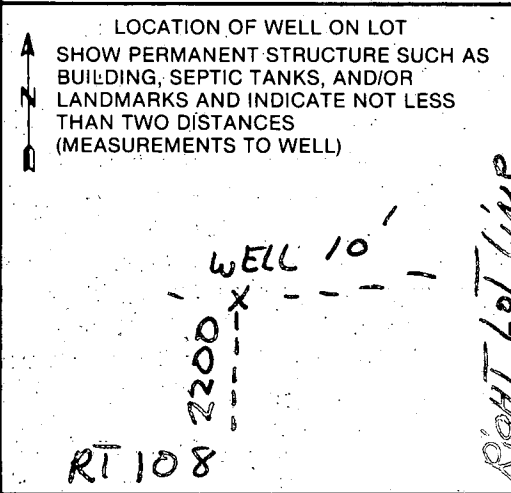 LOCATION OF WELL ON LOT
SHOW PERMANENT STRUCTURE SUCH AS
BUILDING, SEPTIC TANKS, AND/OR
N LANDMARKS AND INDICATE NOT LESS
THAN TWO DISTANCES
(MEASUREMENTS TO WELL)
WELL 10'
X
2200
RT 108
RIGHT LOT LINE